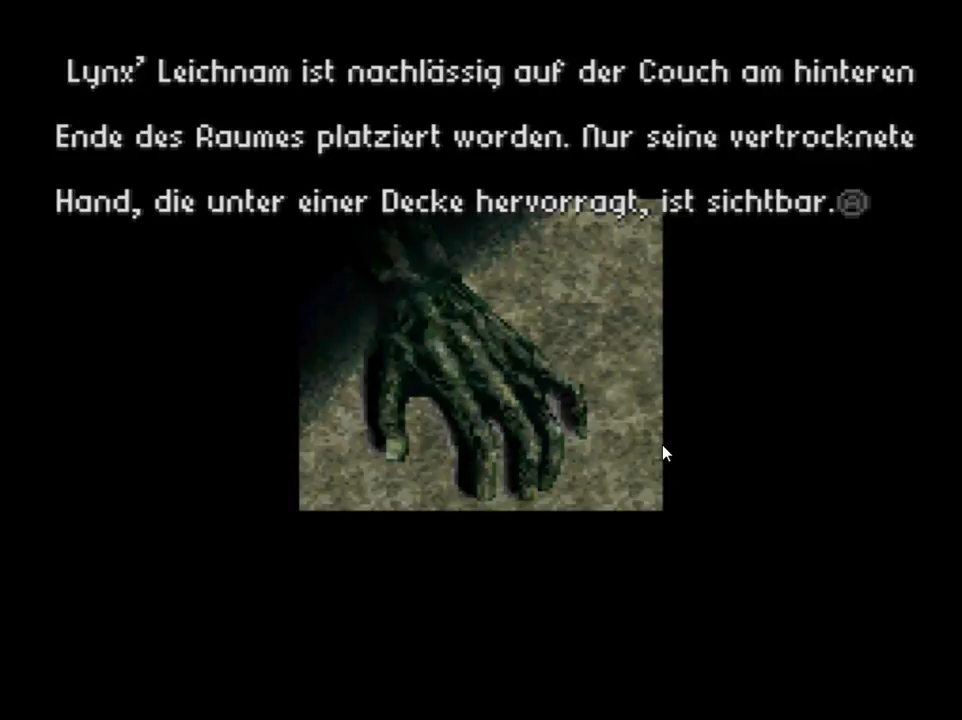 Lynx' Leichnam ist nachlässig auf der Couch am hinteren
Ende des Raumes platziert worden. Nur seine vertrocknete
Hand, die unter einer Decke hervorragt, ist sichtbar.